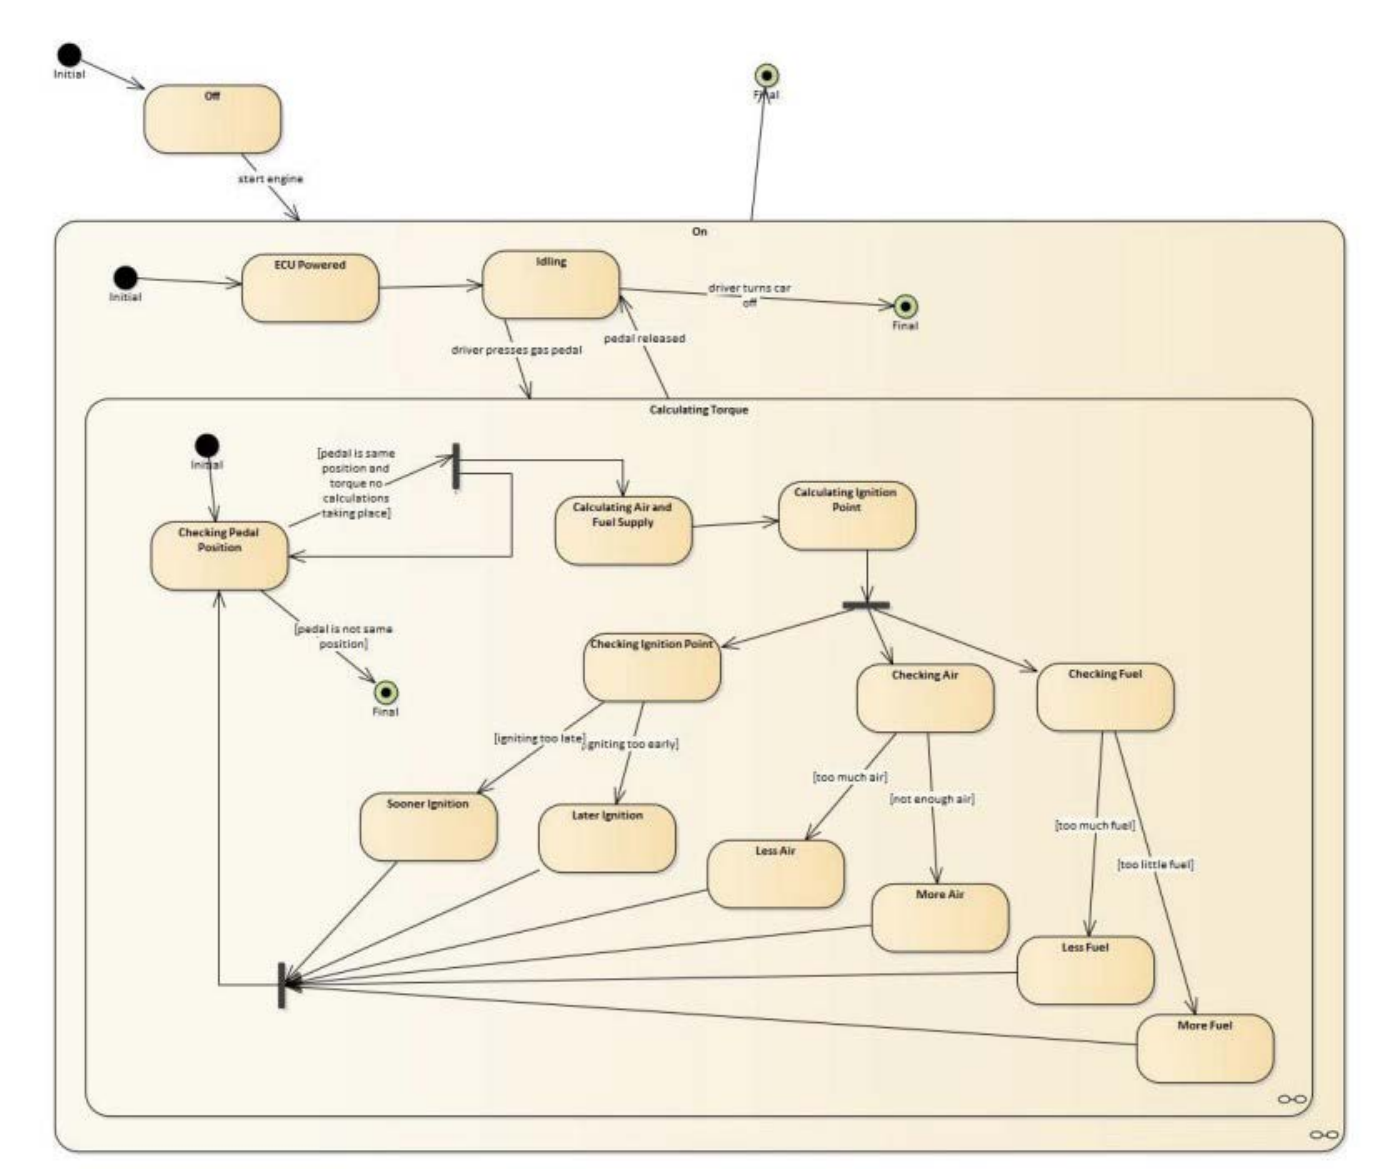 Initial
Off
Final
start engine
On
ECU Powered
Idling
Initial
driver turns car
off
Final
driver presses gas pedal
pedal released
Calculating Torque
Initial
[pedal is same
position and
torque no
calculations
taking place]
Calculating Air and
Fuel Supply
Calculating Ignition
Point
Checking Pedal
Position
[pedal is not same
position]
Final
Checking Ignition Point
Checking Air
Checking Fuel
[igniting too late]
igniting too early]
[too much air]
[not enough air]
[too much fuel]
[too little fuel]
Sooner Ignition
Later Ignition
Less Air
More Air
Less Fuel
More Fuel